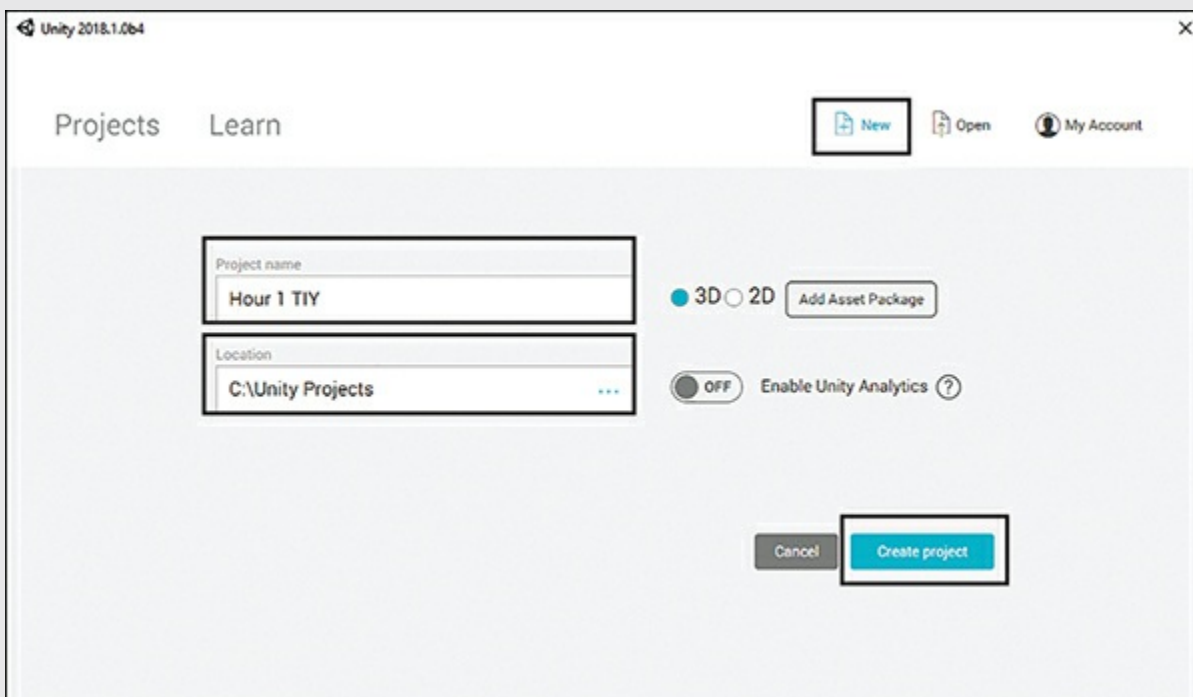 Unity 2018.1.0b4
Projects Learn New Open My Account
Project name
Hour 1 TIY
3D 2D Add Asset Package
Location
C:\Unity Projects ...
OFF Enable Unity Analytics ?
Cancel Create project